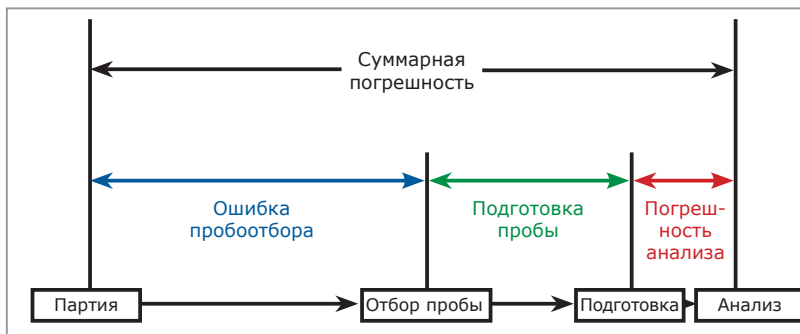 Суммарная
погрешность
Ошибка
пробоотбора
Подготовка
пробы
Погреш-
ность
анализа
Партия
Отбор пробы
Подготовка
Анализ